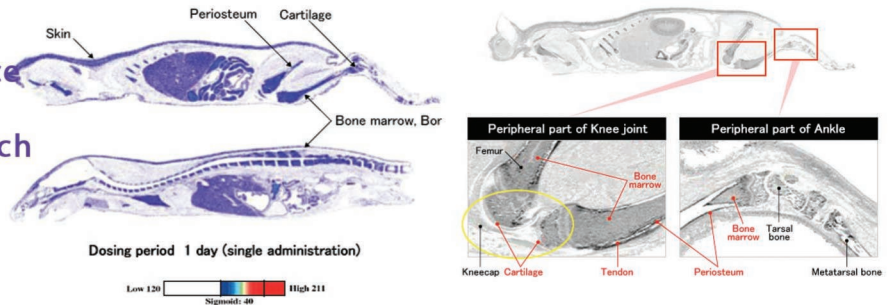 Skin
Periosteum
Cartilage
Bone marrow, Bor
ch
Dosing period 1 day (single administration)
Low 120
High 211
Sigmoid: 40
Peripheral part of Knee joint
Femur
Bone
marrow
Kneecap
Cartilage
Tendon
Peripheral part of Ankle
Bone
marrow
Tarsal
bone
Periosteum
Metatarsal bone